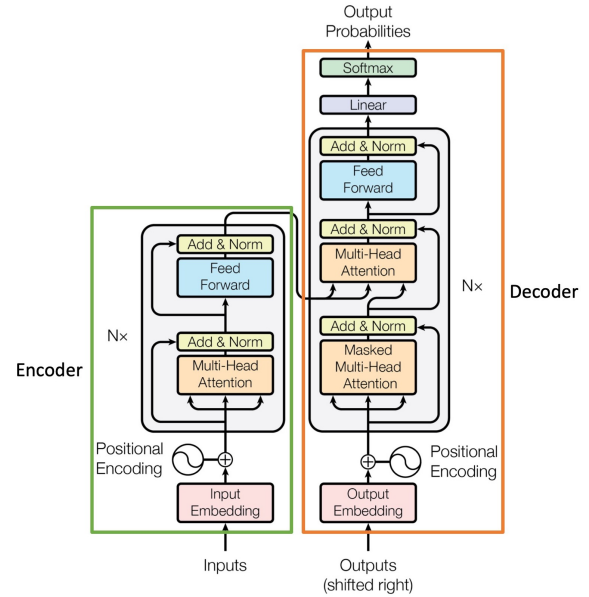 Output
Probabilities
Softmax
Linear
Add & Norm
Feed
Forward
Add & Norm
Multi-Head
Attention
Nx
Decoder
Add & Norm
Masked
Multi-Head
Attention
Positional
Encoding
Output
Embedding
Outputs
(shifted right)
Encoder
Add & Norm
Feed
Forward
Nx
Add & Norm
Multi-Head
Attention
Positional
Encoding
Input
Embedding
Inputs